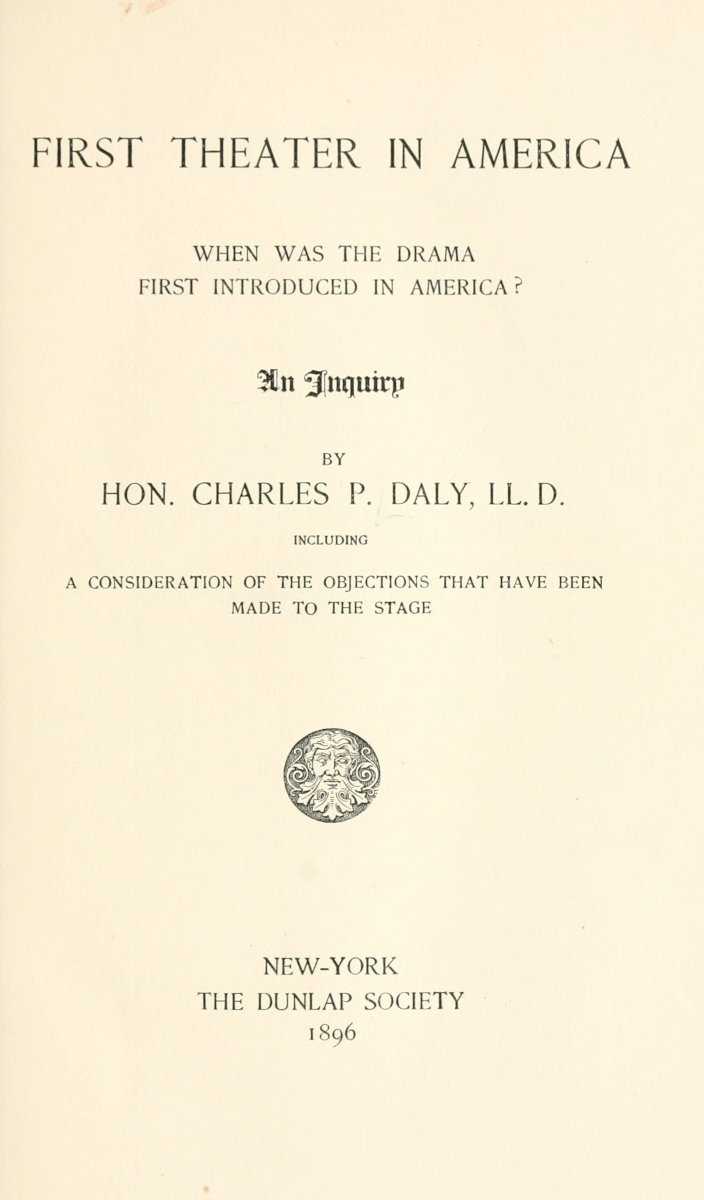 FIRST THEATER IN AMERICA
WHEN WAS THE DRAMA
FIRST INTRODUCED IN AMERICA?
An Inquiry
BY
HON. CHARLES P. DALY, LL. D.
INCLUDING
A CONSIDERATION OF THE OBJECTIONS THAT HAVE BEEN
MADE TO THE STAGE
NEW-YORK
THE DUNLAP SOCIETY
1896